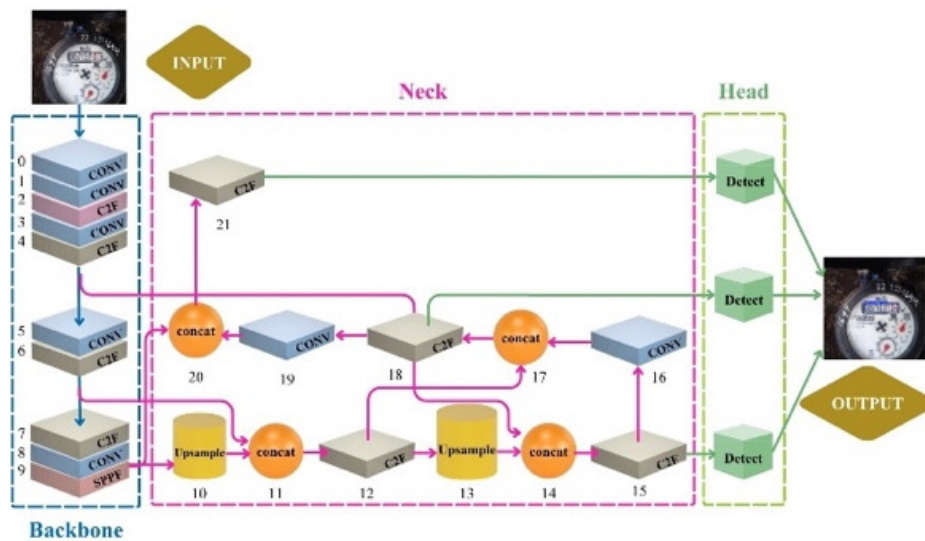 INPUT
Neck
Head
0
CONV
1
CONV
2
C2F
3
CONV
4
C2F
5
CONV
6
C2F
7
C2F
8
CONV
9
SPPF
Backbone
C2F
21
concat
20
CONV
19
C2F
18
concat
17
CONV
16
Upsample
10
concat
11
C2F
12
Upsample
13
concat
14
C2F
15
Detect
Detect
Detect
OUTPUT